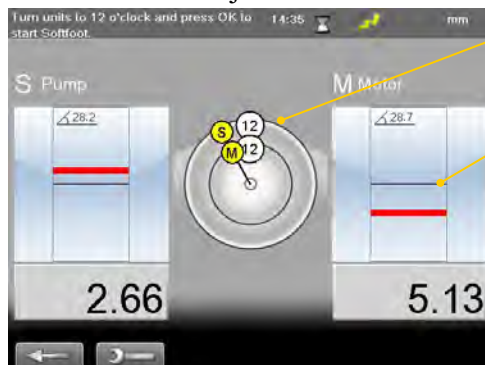 Turn units to 12 o'clock and press OK to
start Softfoot.
14:35
mm
S Pump
M Motor
28.2
28.7
S
12
M
12
2.66
5.13